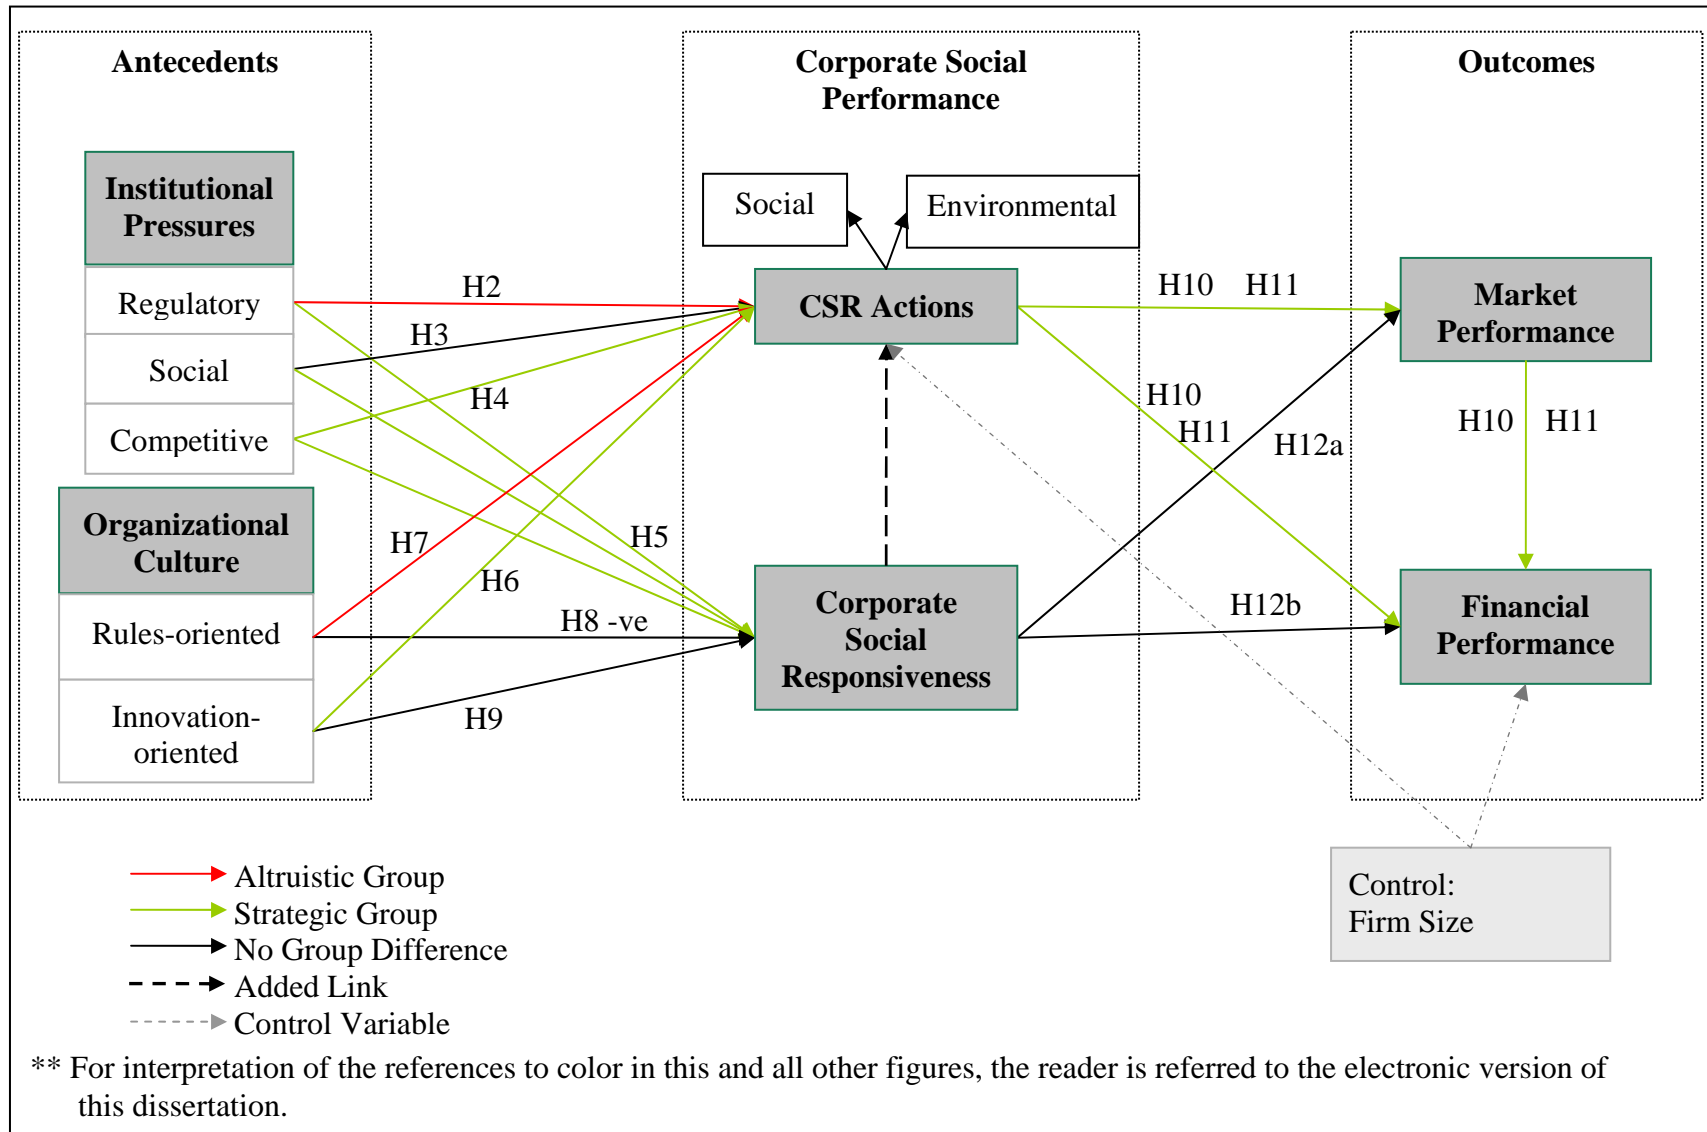 Antecedents
Institutional
Pressures
Regulatory
Social
Competitive
Organizational
Culture
Rules-oriented
Innovation-
oriented
H2
H3
H4
H5
H7
H6
H8 -ve
H9
Corporate Social
Performance
Social
Environmental
CSR Actions
Corporate
Social
Responsiveness
H10 H11
H10
H11
H12a
H12b
Outcomes
Market
Performance
H10 H11
Financial
Performance
Control:
Firm Size
Altruistic Group
Strategic Group
No Group Difference
Added Link
Control Variable
** For interpretation of the references to color in this and all other figures, the reader is referred to the electronic version of
this dissertation.